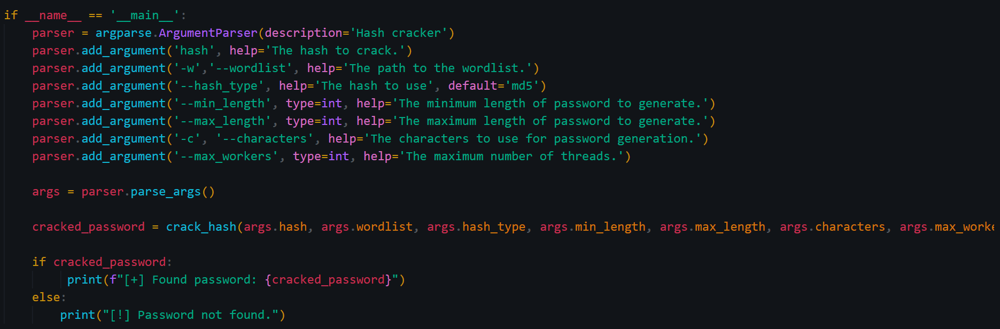 if __name__ == '__main__':
    parser = argparse.ArgumentParser(description='Hash cracker')
    parser.add_argument('hash', help='The hash to crack.')
    parser.add_argument('-w','--wordlist', help='The path to the wordlist.')
    parser.add_argument('--hash_type', help='The hash to use', default='md5')
    parser.add_argument('--min_length', type=int, help='The minimum length of password to generate.')
    parser.add_argument('--max_length', type=int, help='The maximum length of password to generate.')
    parser.add_argument('-c', '--characters', help='The characters to use for password generation.')
    parser.add_argument('--max_workers', type=int, help='The maximum number of threads.')
    args = parser.parse_args()
    cracked_password = crack_hash(args.hash, args.wordlist, args.hash_type, args.min_length, args.max_length, args.characters, args.max_worke
    if cracked_password:
         print(f"[+] Found password: {cracked_password}")
    else:
        print("[!] Password not found.")